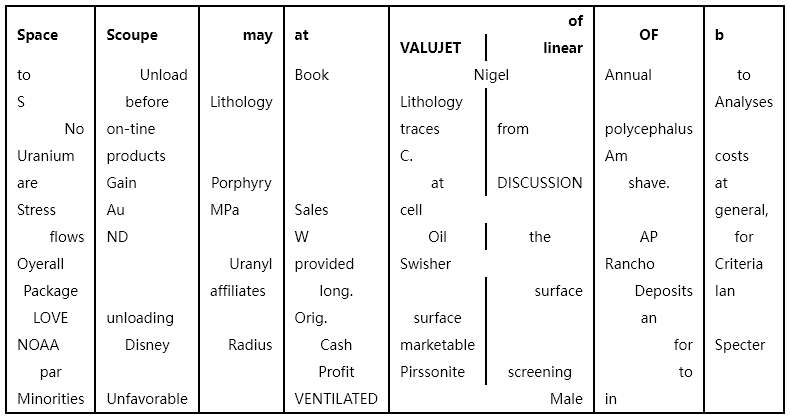 of
Space Scoupe may at VALUJET linear OF b
to Unload Book Nigel Annual to
S before Lithology Lithology Analyses
No on-tine traces from polycephalus
Uranium products C. Am costs
are Gain Porphyry at DISCUSSION shave. at
Stress Au MPa Sales cell general,
flows ND W Oil the AP for
Oyerall Uranyl provided Swisher Rancho Criteria
Package affiliates long. surface Deposits Ian
LOVE unloading Orig. surface an
NOAA Disney Radius Cash marketable for Specter
par Profit Pirssonite screening to
Minorities Unfavorable VENTILATED Male in